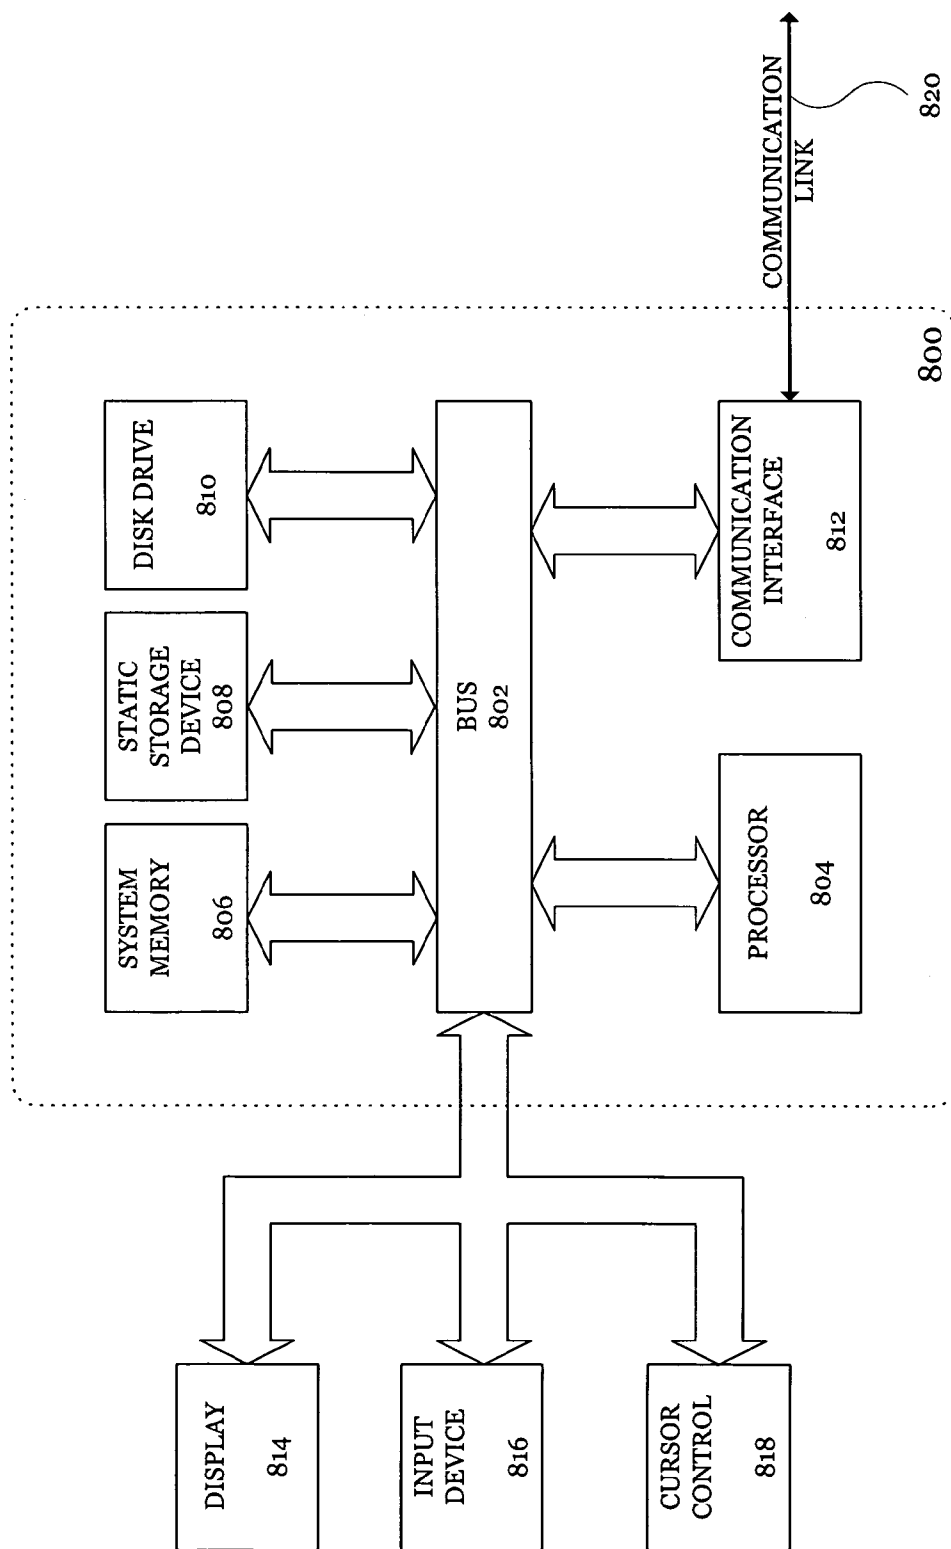 DISPLAY
814
INPUT
DEVICE
816
CURSOR
CONTROL
818
SYSTEM
MEMORY
806
STATIC
STORAGE
DEVICE
808
DISK DRIVE
810
BUS
802
PROCESSOR
804
COMMUNICATION
INTERFACE
812
800
COMMUNICATION
LINK
820